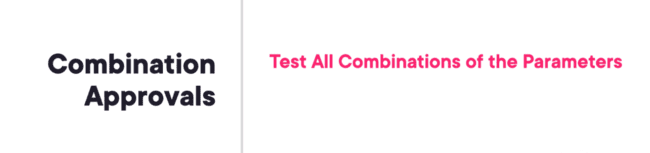 Combination
Approvals
Test All Combinations of the Parameters